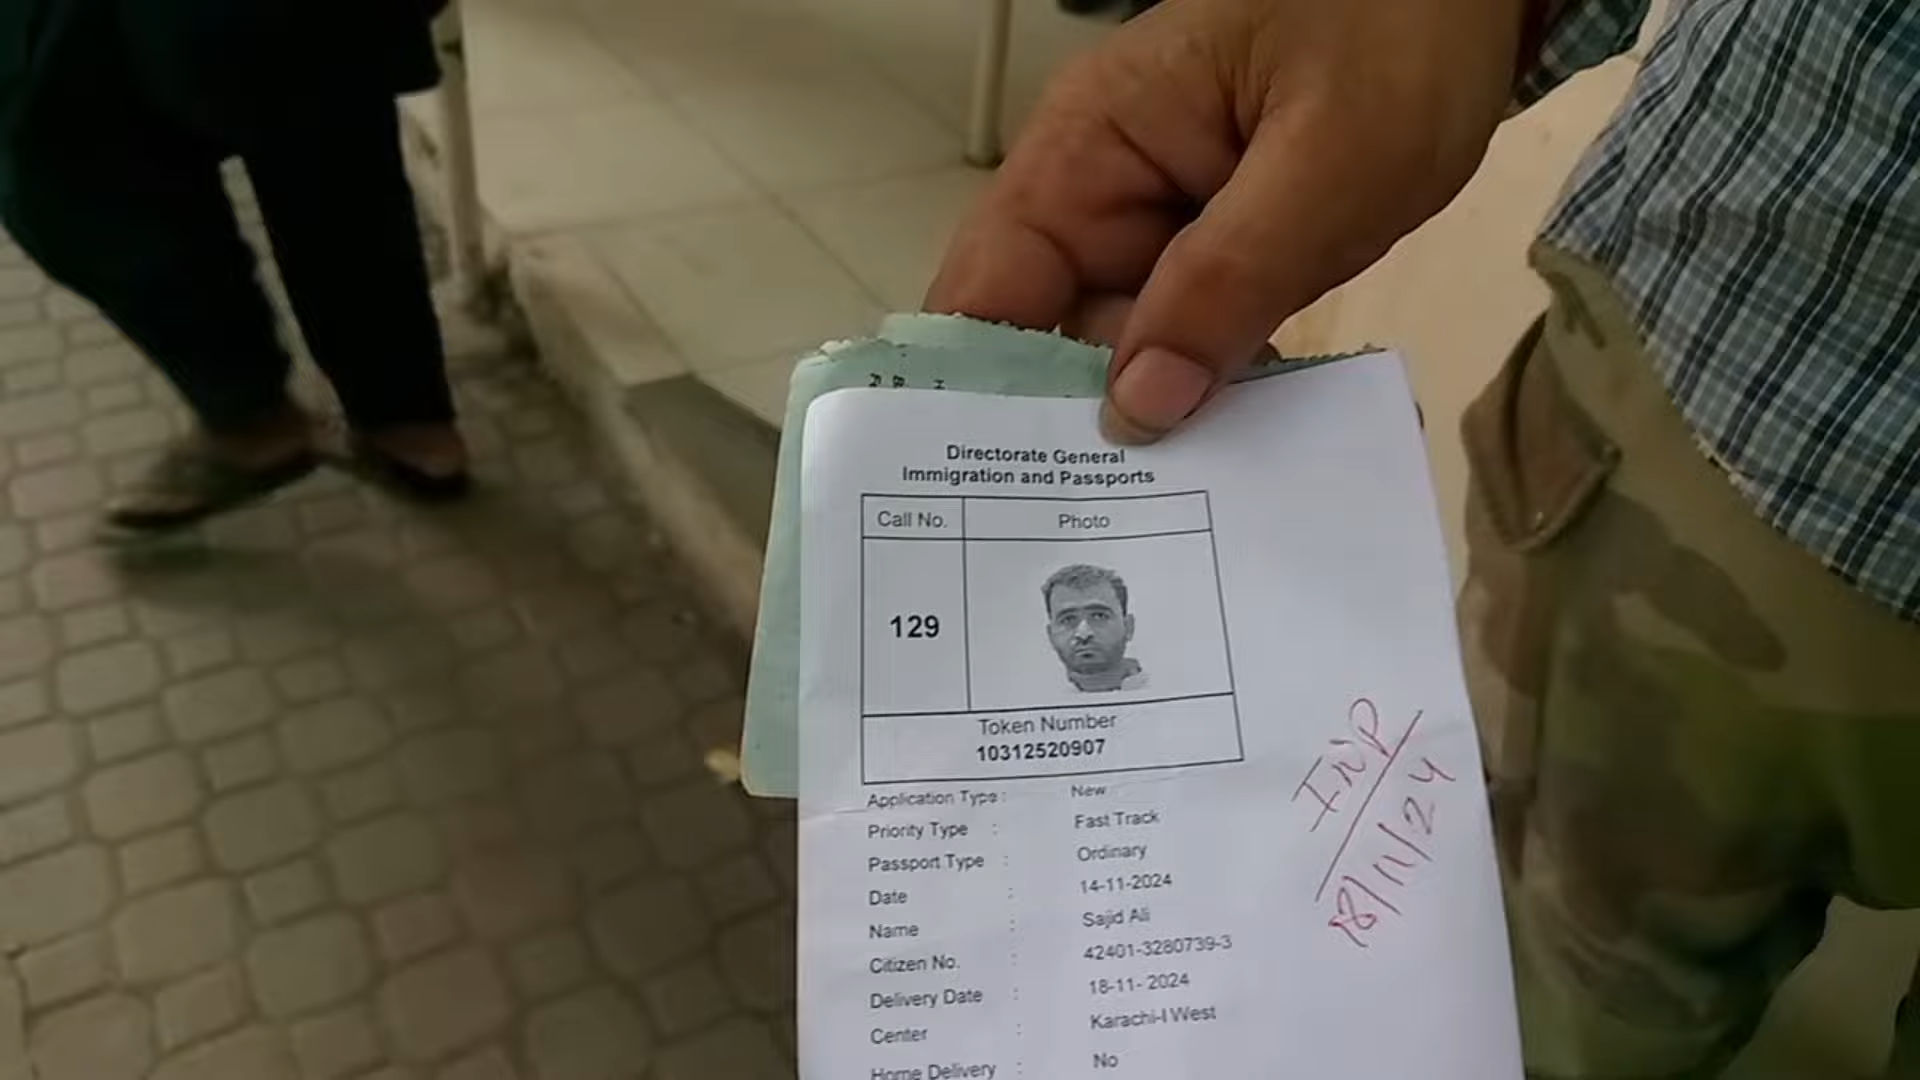 Directorate General
Immigration and Passports
Call No. Photo
129
Token Number
10312520907
Application Type : New
Priority Type : Fast Track
Passport Type : Ordinary
Date : 14-11-2024
Name : Sajid Ali
Citizen No. : 42401-3280739-3
Delivery Date : 18-11-2024
Center : Karachi-I West
Home Delivery : No
18/11/24